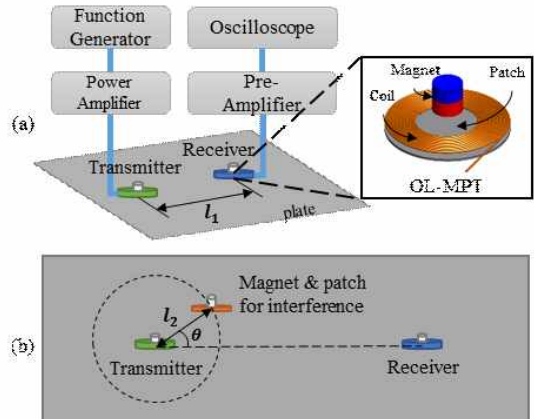 Function
Generator
Oscilloscope
Power
Amplifier
Pre-
Amplifier
Magnet
Patch
Coil
OL-MPT
(a)
Transmitter
Receiver
l₁
plate
Magnet & patch
for interference
l₂
θ
(b)
Transmitter
Receiver